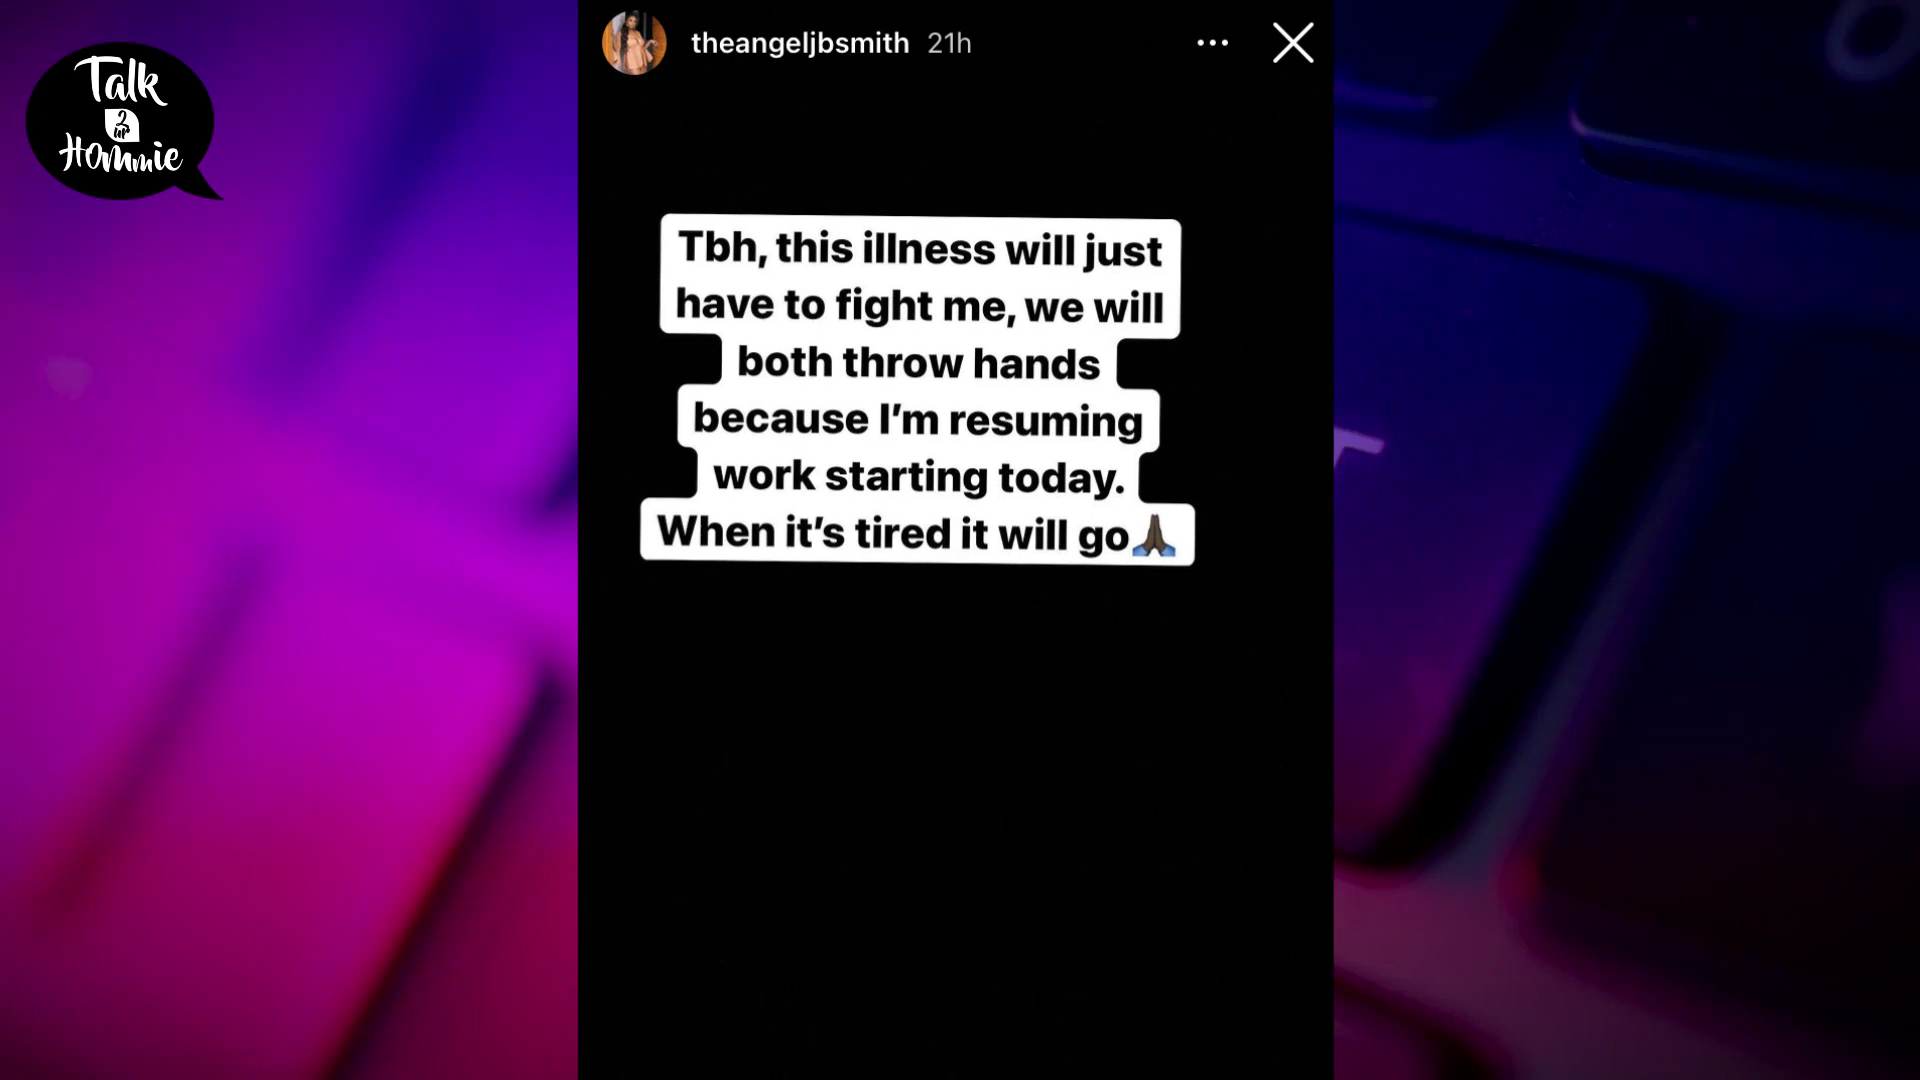 Talk
2
ur
Hommie
theangeljbsmith 21h
Tbh, this illness will just
have to fight me, we will
both throw hands
because I’m resuming
work starting today.
When it’s tired it will go🙏🏿
T